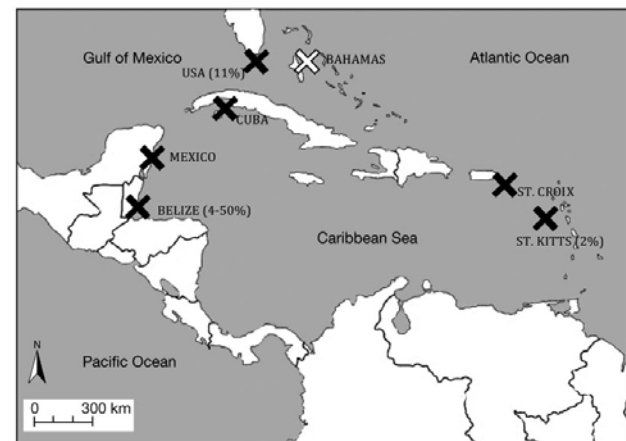 Gulf of Mexico
Atlantic Ocean
BAHAMAS
USA (11%)
CUBA
MEXICO
ST. CROIX
BELIZE (4-50%)
ST. KITTS (2%)
Caribbean Sea
Pacific Ocean
N
0 300 km